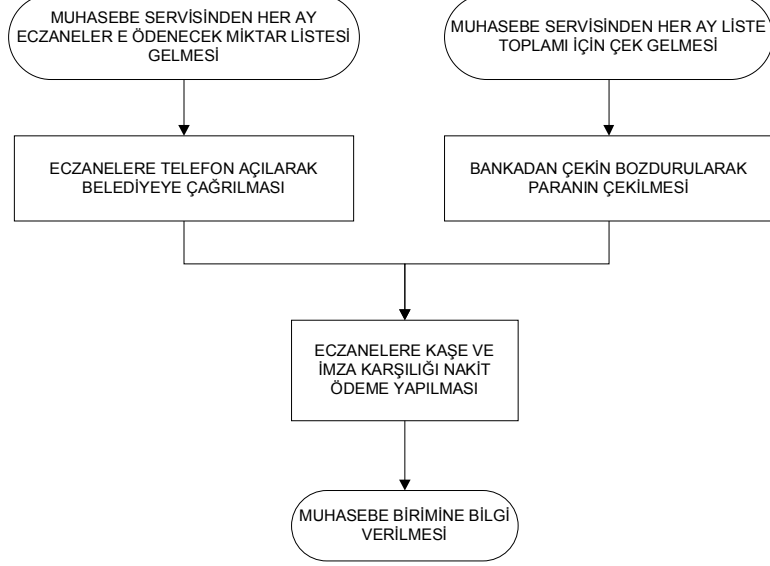 MUHASEBE SERVİSİNDEN HER AY
ECZANELER E ÖDENECEK MİKTAR LİSTESİ
GELMESİ
MUHASEBE SERVİSİNDEN HER AY LİSTE
TOPLAMI İÇİN ÇEK GELMESİ
ECZANELERE TELEFON AÇILARAK
BELEDİYEYE ÇAĞRILMASI
BANKADAN ÇEKİN BOZDURULARAK
PARANIN ÇEKİLMESİ
ECZANELERE KAŞE VE
İMZA KARŞILIĞI NAKİT
ÖDEME YAPILMASI
MUHASEBE BİRİMİNE BİLGİ
VERİLMESİ